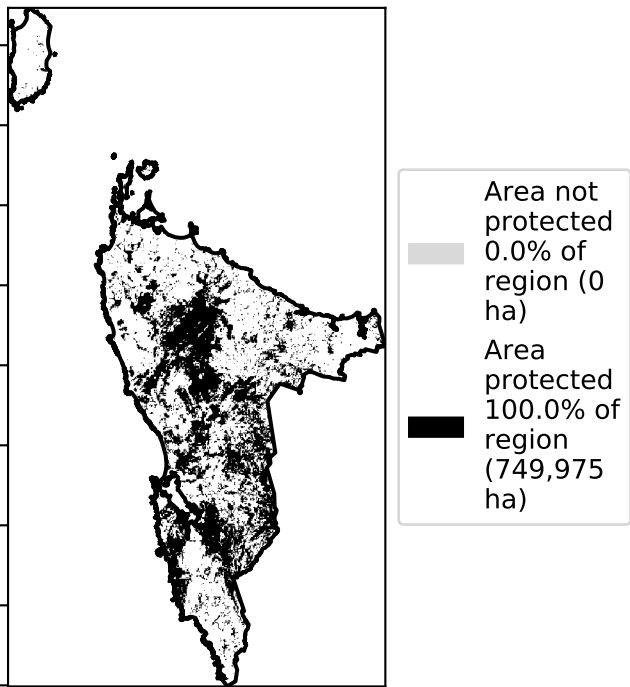 Area not
protected
0.0% of
region (0
ha)
Area
protected
100.0% of
region
(749,975
ha)